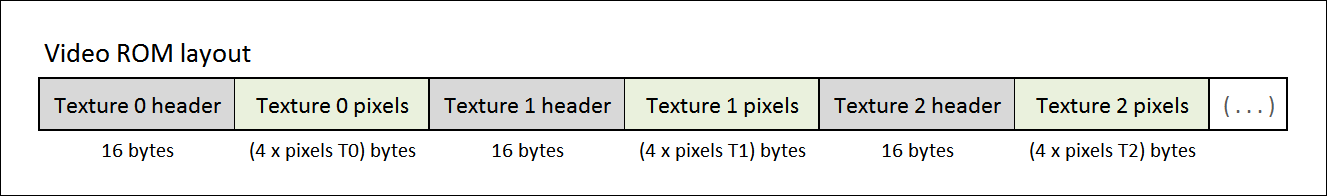 Video ROM layout
Texture 0 header Texture 0 pixels Texture 1 header Texture 1 pixels Texture 2 header Texture 2 pixels (...)
16 bytes (4 x pixels T0) bytes 16 bytes (4 x pixels T1) bytes 16 bytes (4 x pixels T2) bytes